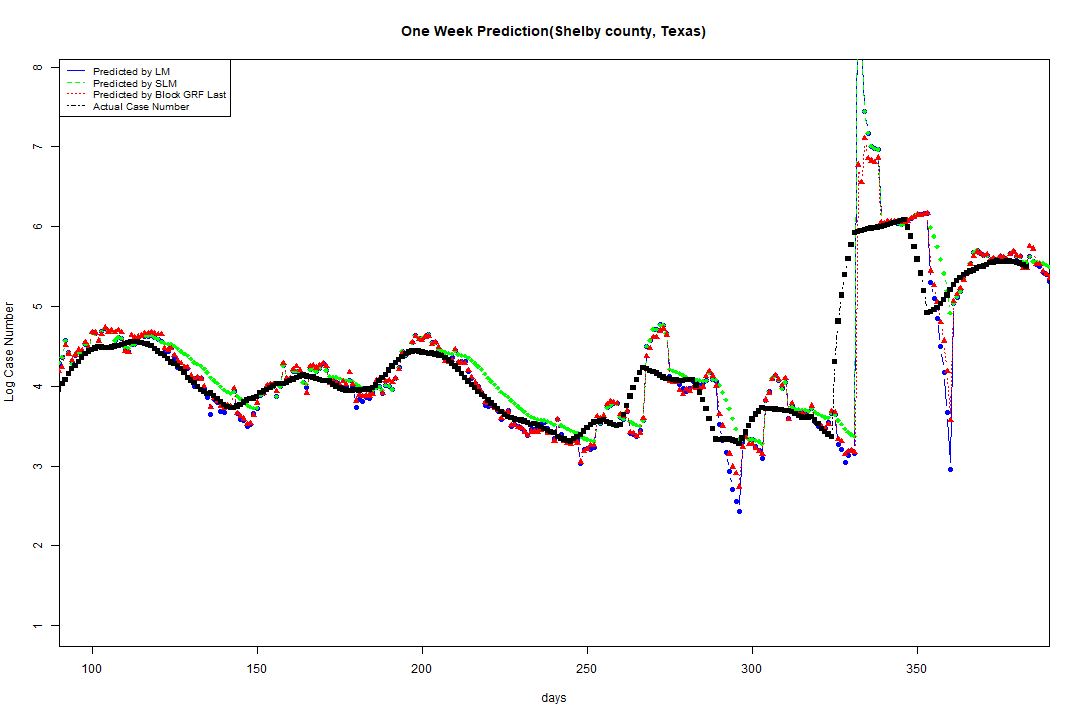 One Week Prediction(Shelby county, Texas)
Predicted by LM
Predicted by SLM
Predicted by Block GRF Last
Actual Case Number
Log Case Number
8
7
6
5
4
3
2
1
100 150 200 250 300 350
days